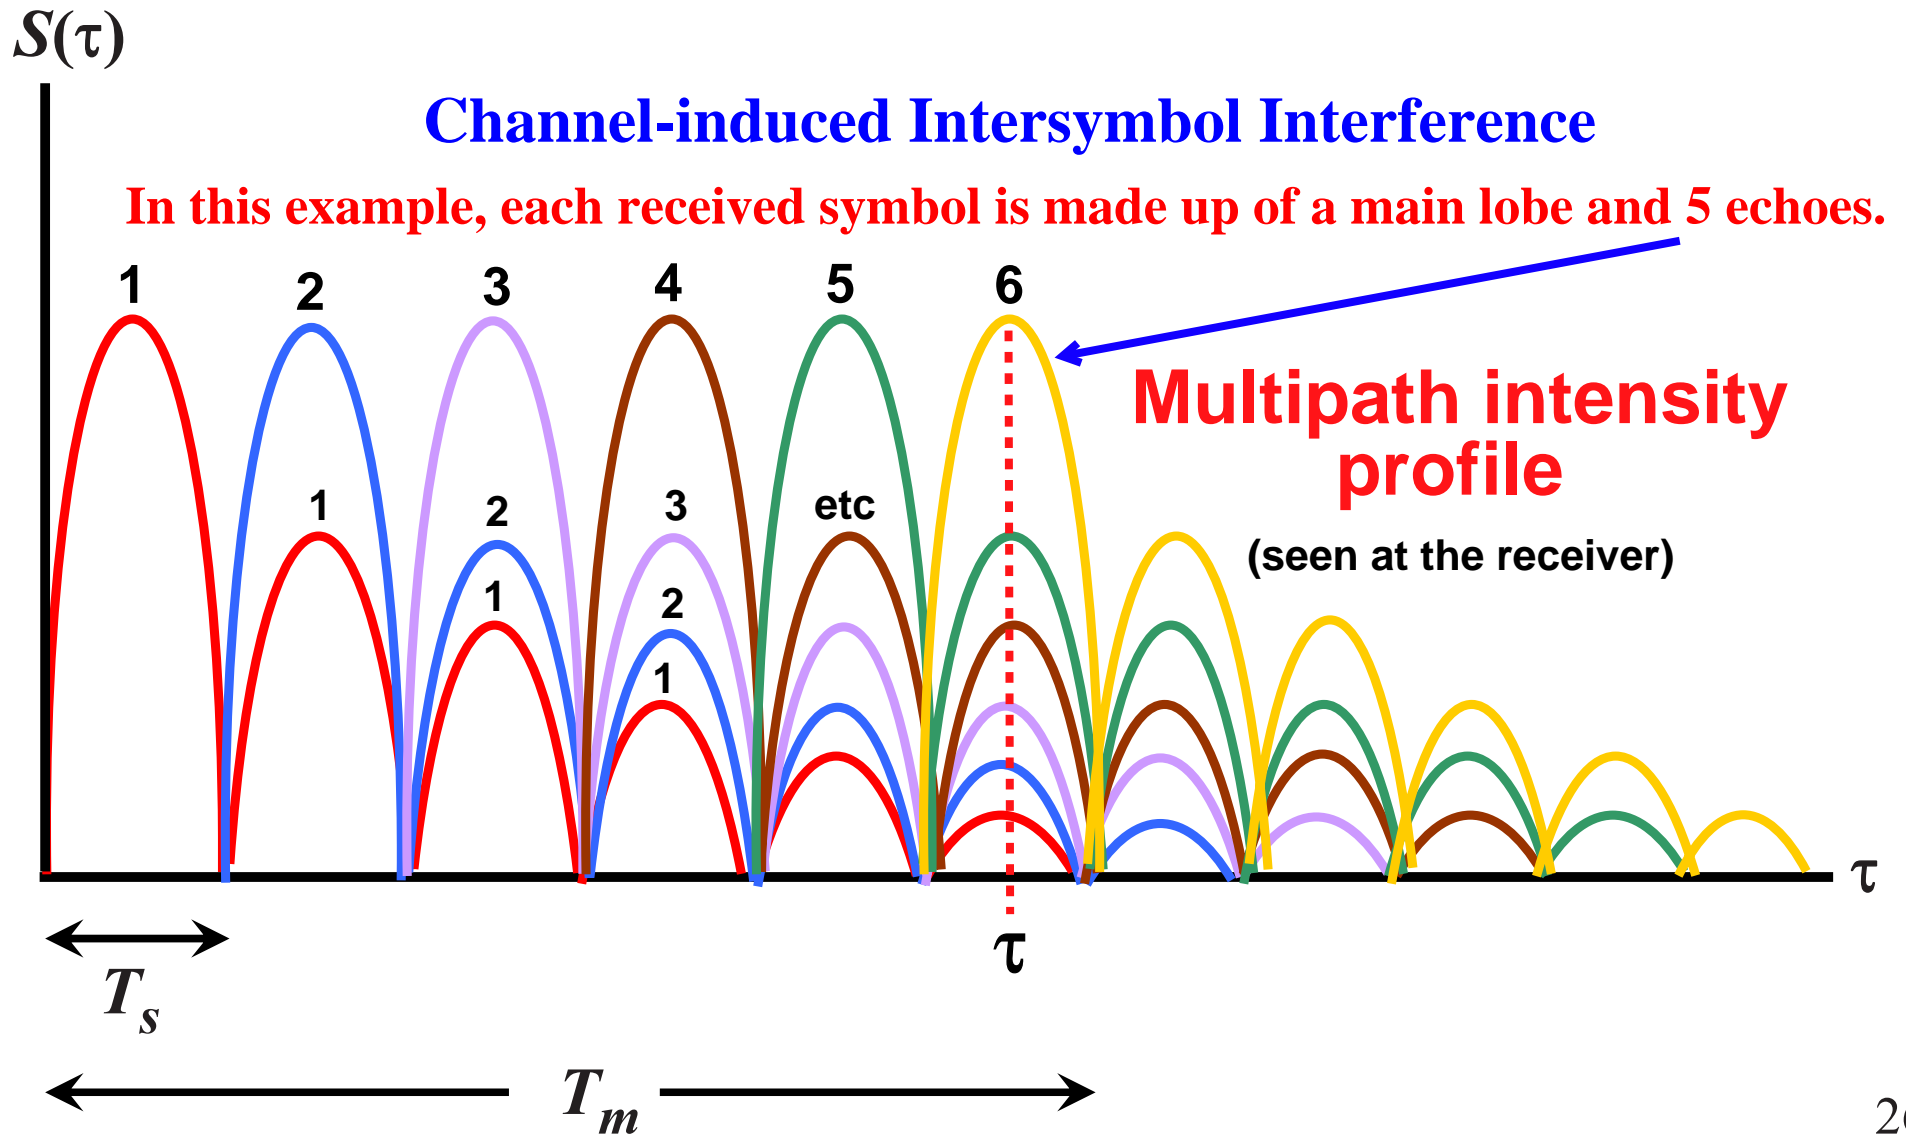 S(τ)
Channel-induced Intersymbol Interference
In this example, each received symbol is made up of a main lobe and 5 echoes.
1 2 3 4 5 6
Multipath intensity
profile
1 2 3 etc
(seen at the receiver)
1 2
1
τ
τ
Ts
Tm